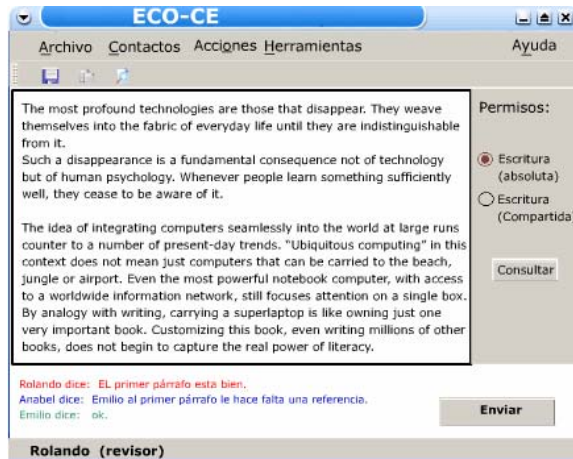 ECO-CE
Archivo Contactos Acciones Herramientas Ayuda
The most profound technologies are those that disappear. They weave
themselves into the fabric of everyday life until they are indistinguishable
from it.
Such a disappearance is a fundamental consequence not of technology
but of human psychology. Whenever people learn something sufficiently
well, they cease to be aware of it.
The idea of integrating computers seamlessly into the world at large runs
counter to a number of present-day trends. “Ubiquitous computing” in this
context does not mean just computers that can be carried to the beach,
jungle or airport. Even the most powerful notebook computer, with access
to a worldwide information network, still focuses attention on a single box.
By analogy with writing, carrying a superlaptop is like owning just one
very important book. Customizing this book, even writing millions of other
books, does not begin to capture the real power of literacy.
Permisos:
Escritura
(absoluta)
Escritura
(Compartida
Consultar
Rolando dice: EL primer párrafo esta bien.
Anabel dice: Emilio al primer párrafo le hace falta una referencia.
Emilio dice: ok.
Enviar
Rolando (revisor)